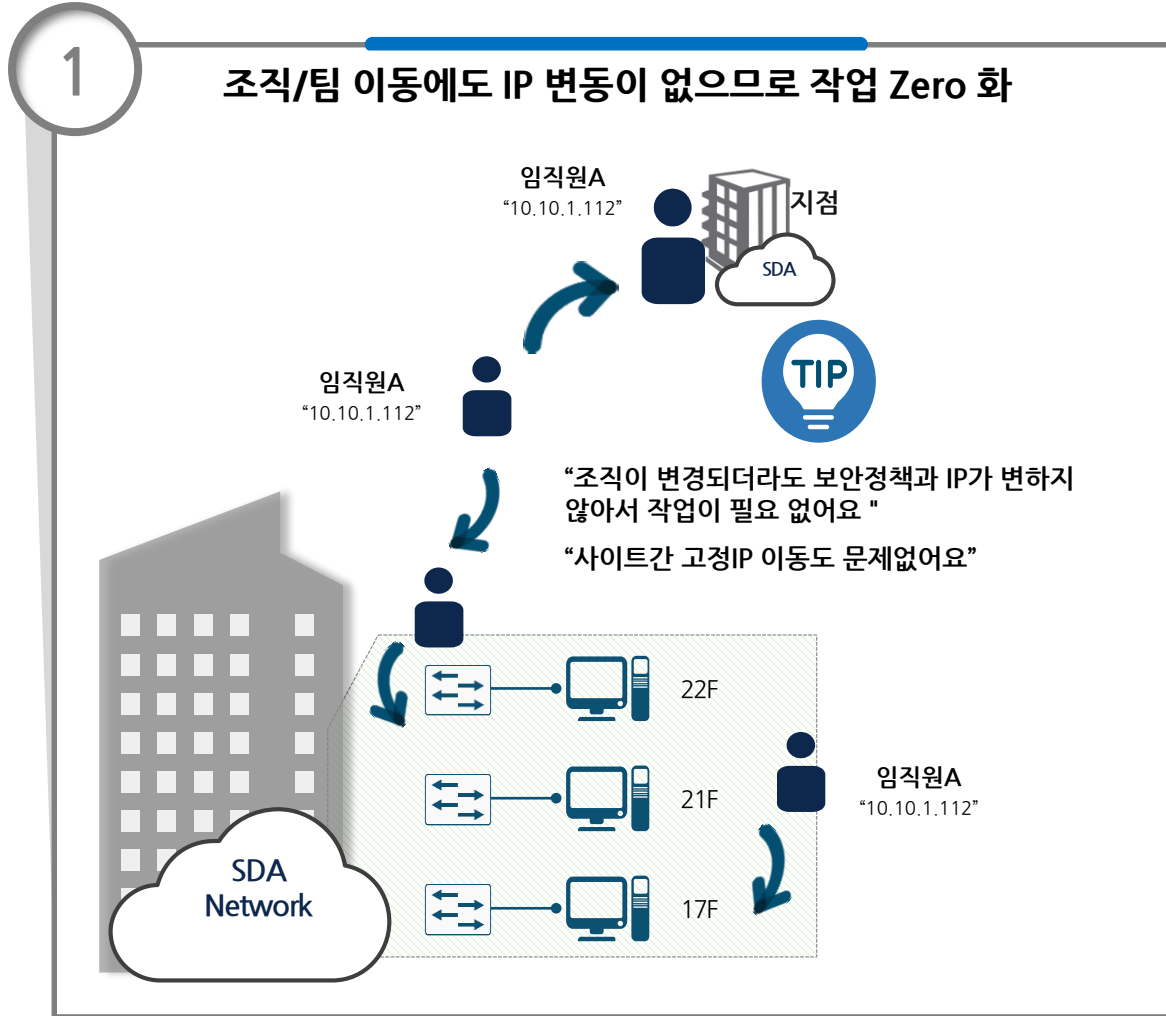 1
조직/팀 이동에도 IP 변동이 없으므로 작업 Zero 화
임직원A
“10.10.1.112”
지점
SDA
TIP
임직원A
“10.10.1.112”
“조직이 변경되더라도 보안정책과 IP가 변하지
않아서 작업이 필요 없어요 "
“사이트간 고정IP 이동도 문제없어요”
22F
21F
임직원A
“10.10.1.112”
17F
SDA
Network